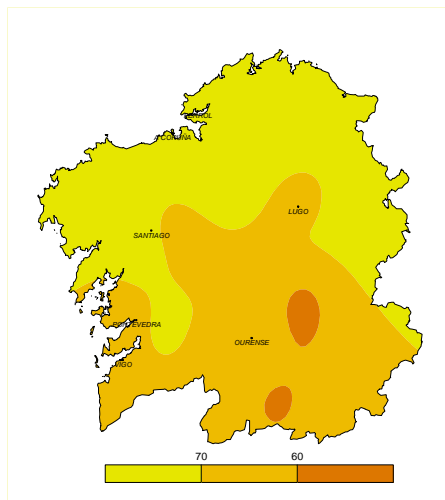 FERROL
A CORUÑA
LUGO
SANTIAGO
PONTEVEDRA
OURENSE
VIGO
70 60